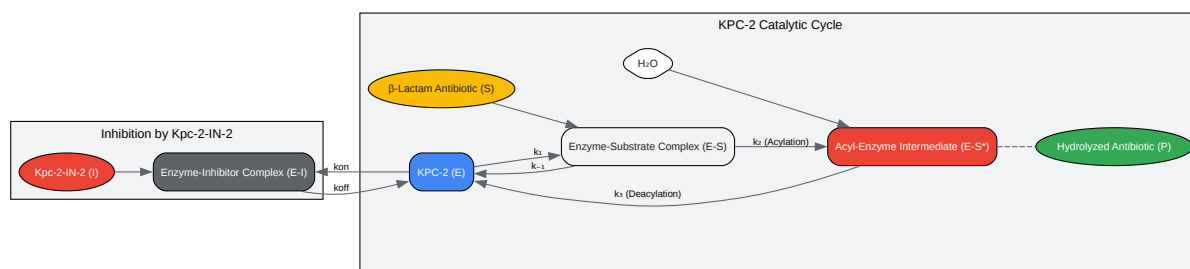 KPC-2 Catalytic Cycle
H₂O
β-Lactam Antibiotic (S)
Inhibition by Kpc-2-IN-2
Kpc-2-IN-2 (I)
Enzyme-Inhibitor Complex (E-I)
kon
koff
KPC-2 (E)
k₁
k₋₁
Enzyme-Substrate Complex (E-S)
k₂ (Acylation)
Acyl-Enzyme Intermediate (E-S*)
Hydrolyzed Antibiotic (P)
k₃ (Deacylation)